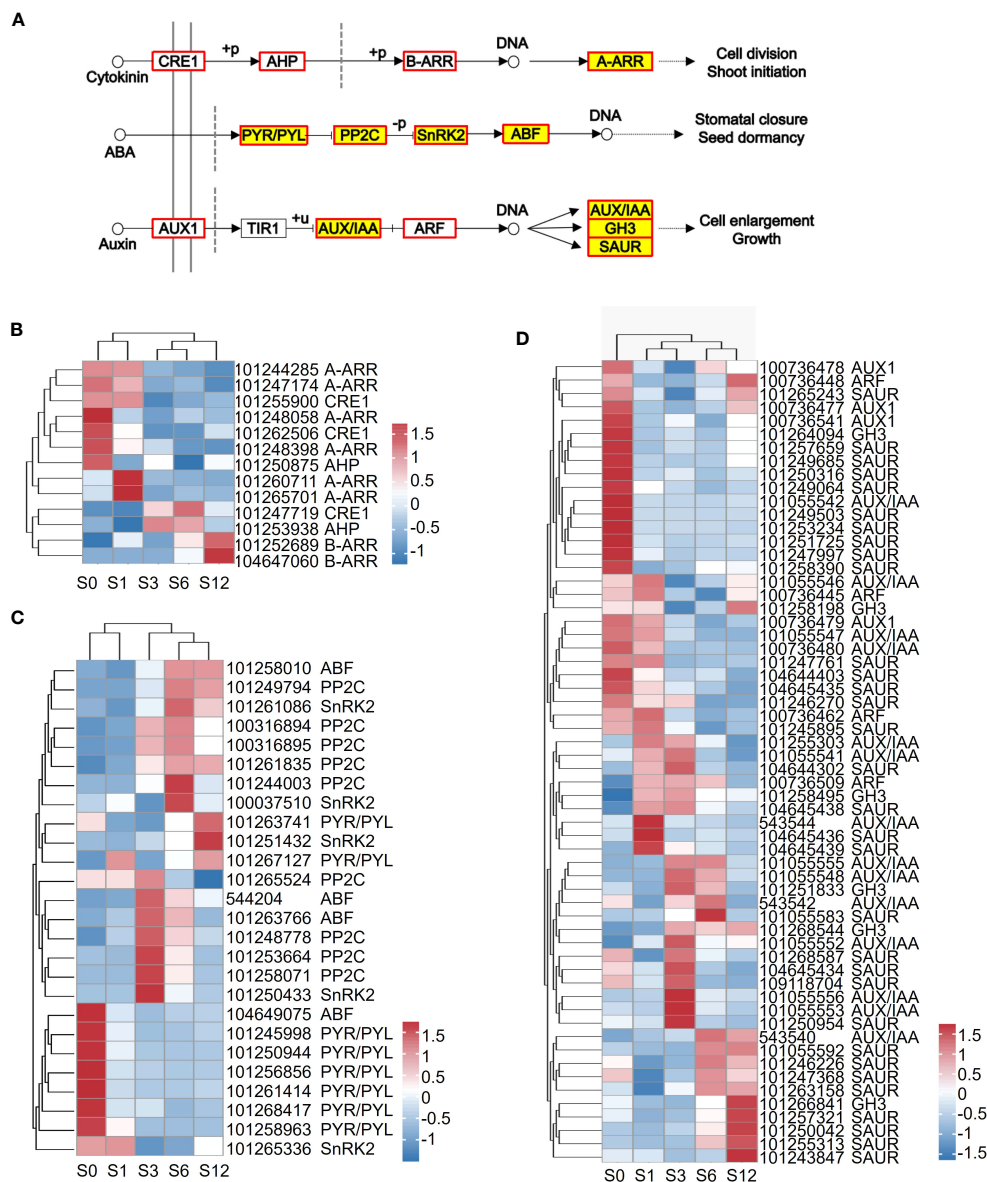 A
Cytokinin CRE1 +p AHP +p B-ARR DNA A-ARR Cell division
Shoot initiation
ABA PYR/PYL PP2C -p SnRK2 ABF DNA Stomatal closure
Seed dormancy
Auxin AUX1 TIR1 +u AUX/IAA ARF DNA AUX/IAA
GH3
SAUR
Cell enlargement
Growth
B
101244285 A-ARR
101247174 A-ARR
101255900 CRE1
101248058 A-ARR
101262506 CRE1
101248398 A-ARR
101250875 AHP
101260711 A-ARR
101265701 A-ARR
101247719 CRE1
101253938 AHP
101252689 B-ARR
104647060 B-ARR
S0 S1 S3 S6 S12
1.5
1
0.5
0
-0.5
-1
C
101258010 ABF
101249794 PP2C
101261086 SnRK2
100316894 PP2C
100316895 PP2C
101261835 PP2C
101244003 PP2C
100037510 SnRK2
101263741 PYR/PYL
101251432 SnRK2
101267127 PYR/PYL
101265524 PP2C
544204 ABF
101263766 ABF
101248778 PP2C
101253664 PP2C
101258071 PP2C
101250433 SnRK2
104649075 ABF
101245998 PYR/PYL
101250944 PYR/PYL
101256856 PYR/PYL
101261414 PYR/PYL
101268417 PYR/PYL
101258963 PYR/PYL
101265336 SnRK2
S0 S1 S3 S6 S12
1.5
1
0.5
0
-0.5
-1
D
100736478 AUX1
100736448 ARF
101265243 SAUR
100736477 AUX1
100736541 AUX1
101264094 GH3
101257659 SAUR
101249685 SAUR
101250316 SAUR
101249064 SAUR
101055542 AUX/IAA
101249503 SAUR
101253234 SAUR
101251725 SAUR
101247997 SAUR
101258390 SAUR
101055546 AUX/IAA
100736445 ARF
101258198 GH3
100736479 AUX1
101055547 AUX/IAA
100736480 AUX/IAA
101247761 SAUR
104644403 SAUR
104645435 SAUR
101246270 SAUR
100736462 ARF
101245895 SAUR
101255303 AUX/IAA
101055541 AUX/IAA
104644302 SAUR
100736509 ARF
101258495 GH3
104645438 SAUR
543544 AUX/IAA
104645436 SAUR
104645439 SAUR
101055555 AUX/IAA
101055548 AUX/IAA
101251833 GH3
543542 AUX/IAA
101055583 SAUR
101268544 GH3
101055552 AUX/IAA
101268587 SAUR
104645434 SAUR
109118704 SAUR
101055556 AUX/IAA
101055553 AUX/IAA
101250954 SAUR
543540 AUX/IAA
101055592 SAUR
101246226 SAUR
101247368 SAUR
101263158 SAUR
101266841 GH3
101257321 SAUR
101250042 SAUR
101255313 SAUR
101243847 SAUR
S0 S1 S3 S6 S12
1.5
1
0.5
0
-0.5
-1
-1.5